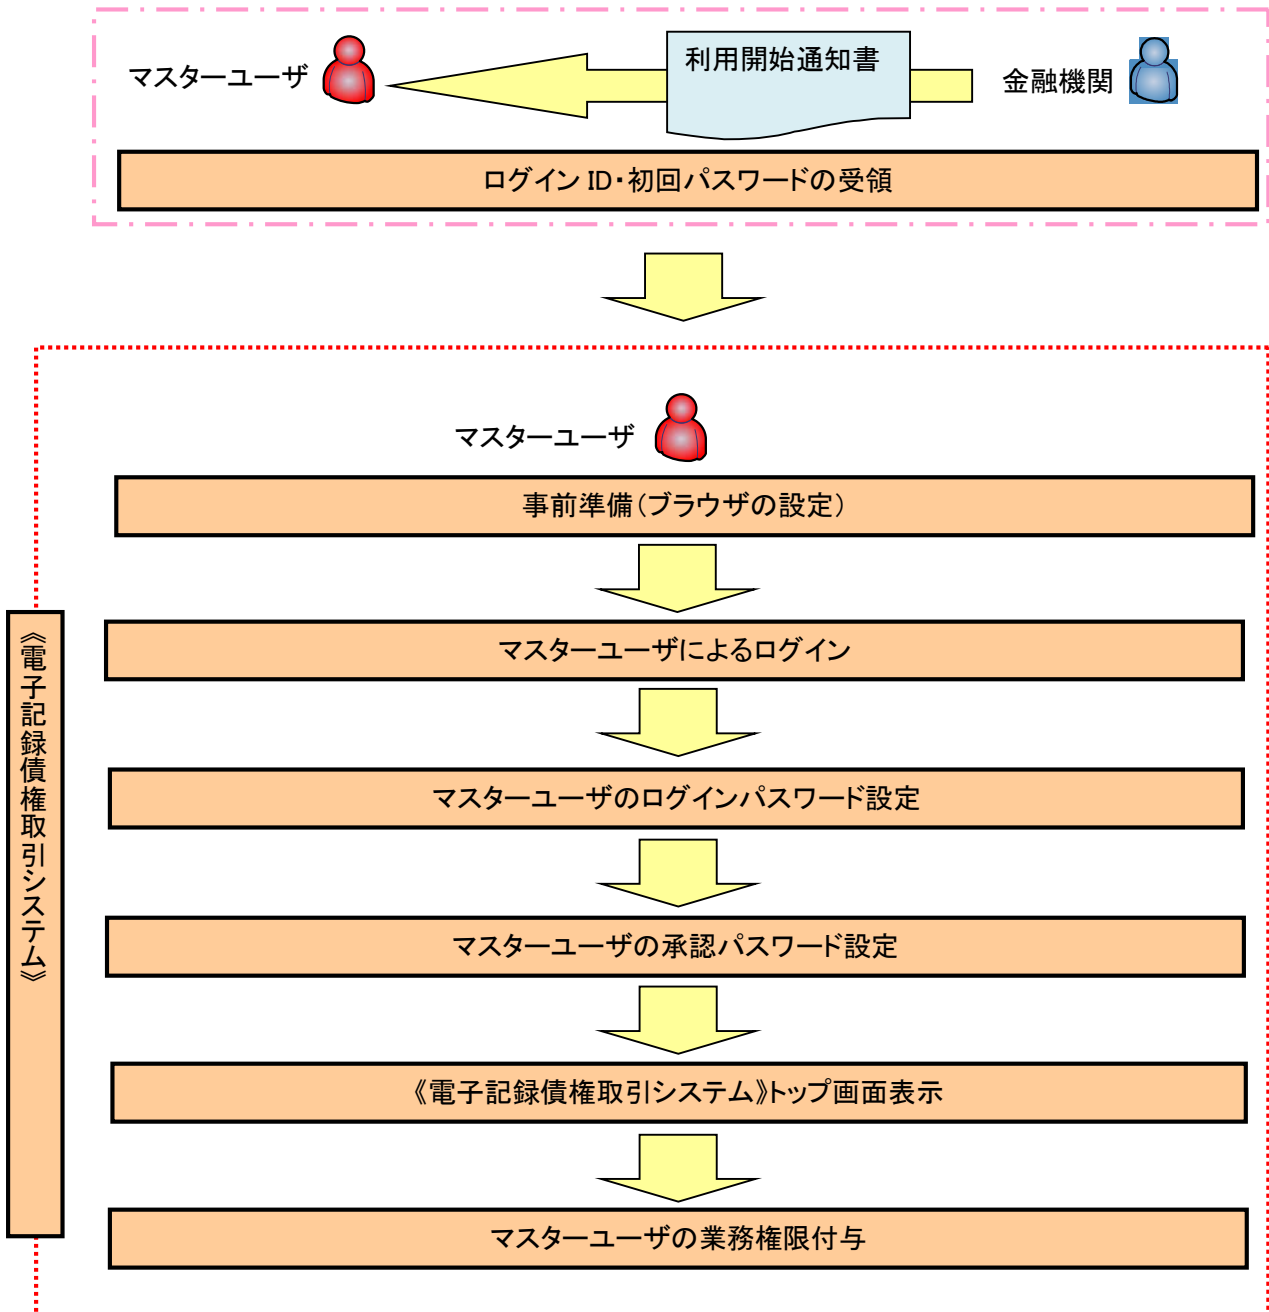 マスターユーザ
利用開始通知書
金融機関
ログイン ID・初回パスワードの受領
マスターユーザ
事前準備(ブラウザの設定)
マスターユーザによるログイン
《電子記録債権取引システム》
マスターユーザのログインパスワード設定
マスターユーザの承認パスワード設定
《電子記録債権取引システム》トップ画面表示
マスターユーザの業務権限付与